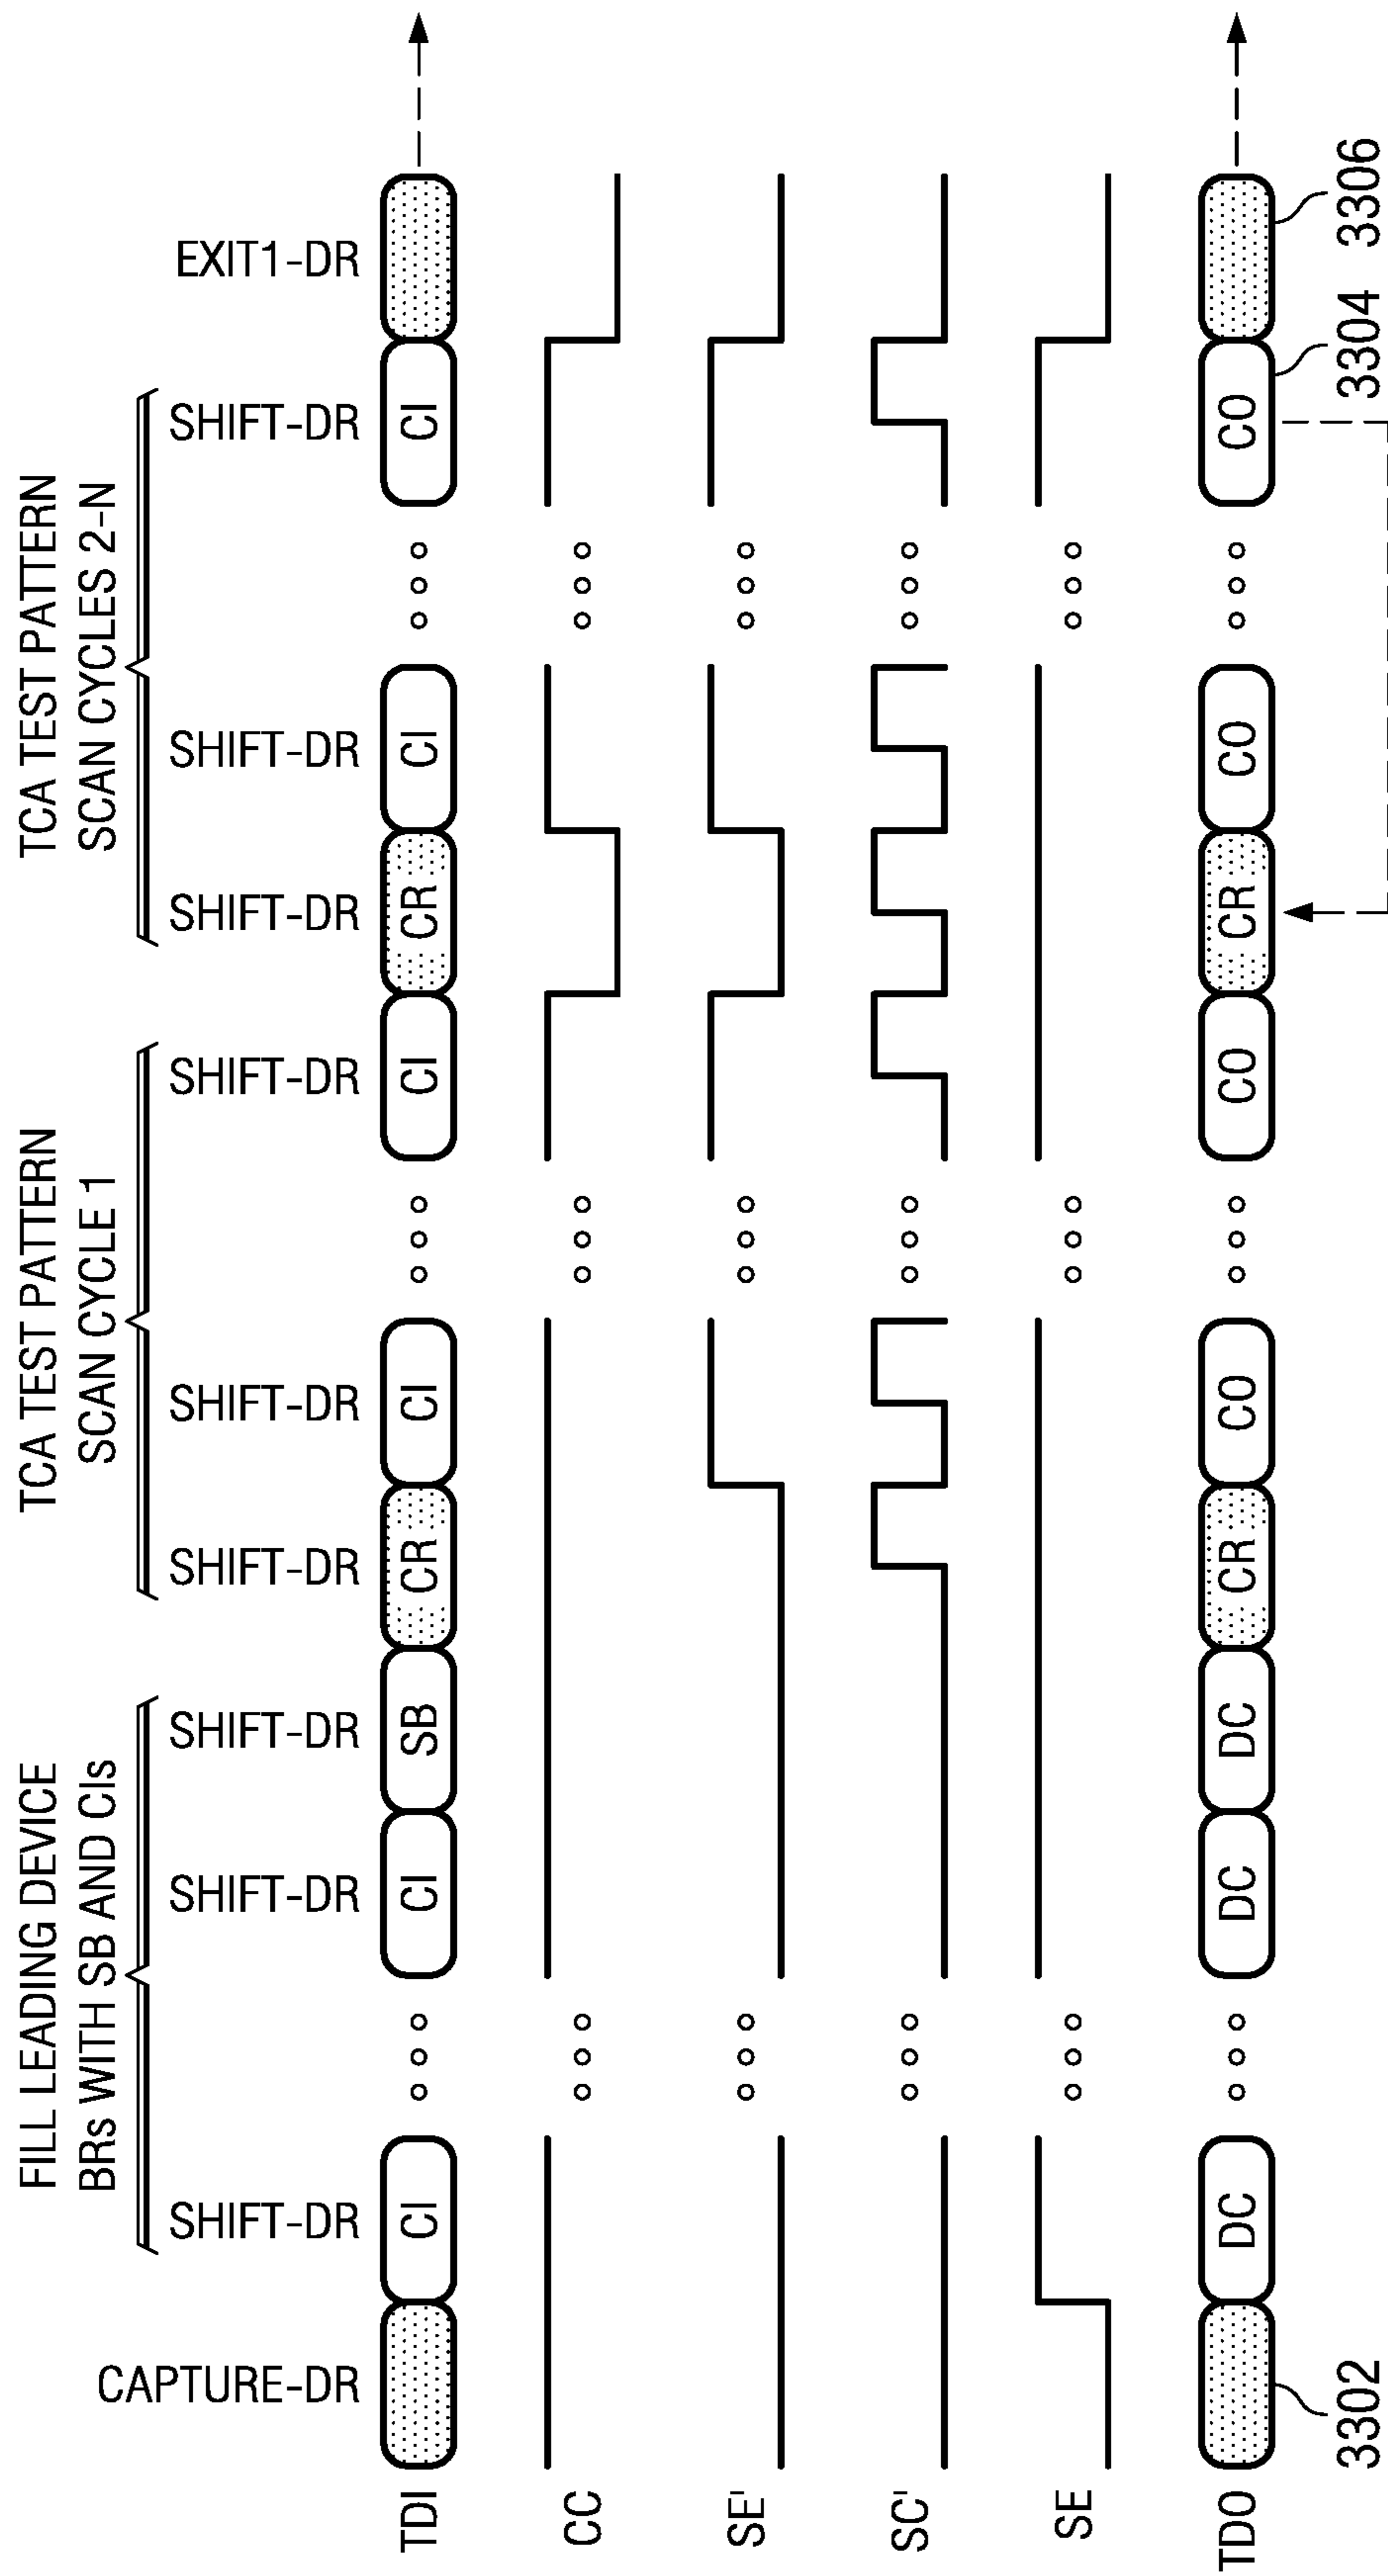 FILL LEADING DEVICE
BRs WITH SB AND CIs
TCA TEST PATTERN
SCAN CYCLE 1
TCA TEST PATTERN
SCAN CYCLES 2-N
CAPTURE-DR SHIFT-DR SHIFT-DR SHIFT-DR SHIFT-DR SHIFT-DR SHIFT-DR SHIFT-DR SHIFT-DR SHIFT-DR EXIT1-DR
TDI CI CI SB CR CI CI CR CI CI
CC
SE'
SC'
SE
TDO DC DC DC CR CO CO CR CO CO
3302 3304 3306